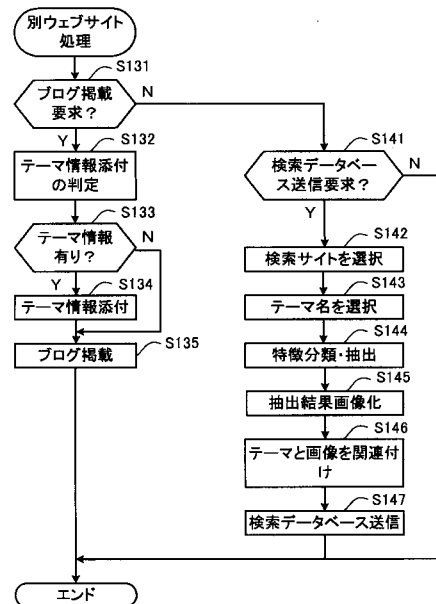 別ウェブサイト
処理
S131
ブログ掲載
要求？
N
Y
S132
テーマ情報添付
の判定
S133
テーマ情報
有り？
N
Y
S134
テーマ情報添付
S135
ブログ掲載
S141
検索データベー
ス送信要求？
N
Y
S142
検索サイトを選択
S143
テーマ名を選択
S144
特徴分類・抽出
S145
抽出結果画像化
S146
テーマと画像を関連付
け
S147
検索データベース送信
エンド